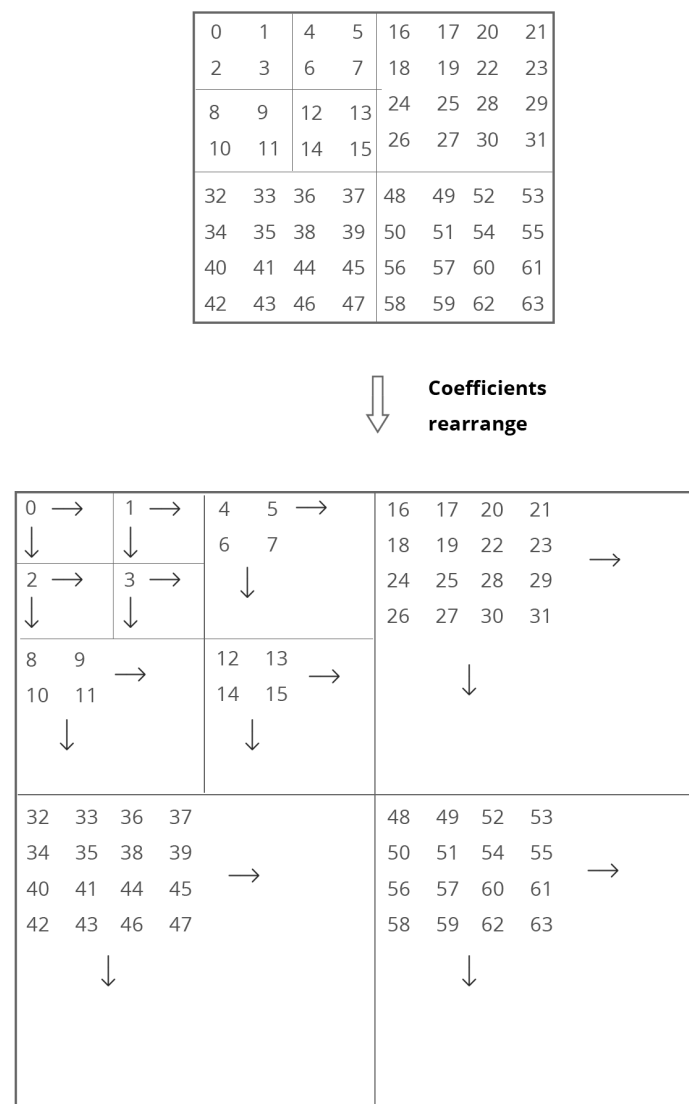 0 1 4 5 16 17 20 21
2 3 6 7 18 19 22 23
8 9 12 13 24 25 28 29
10 11 14 15 26 27 30 31
32 33 36 37 48 49 52 53
34 35 38 39 50 51 54 55
40 41 44 45 56 57 60 61
42 43 46 47 58 59 62 63
Coefficients
rearrange
0 → 1 → 4 5 → 16 17 20 21
↓ ↓ 6 7 18 19 22 23 →
2 → 3 → ↓ 24 25 28 29
↓ ↓ 26 27 30 31
8 9 → 12 13 → ↓
10 11 14 15
↓ ↓
32 33 36 37 48 49 52 53
34 35 38 39 50 51 54 55
40 41 44 45 → 56 57 60 61 →
42 43 46 47 58 59 62 63
↓ ↓